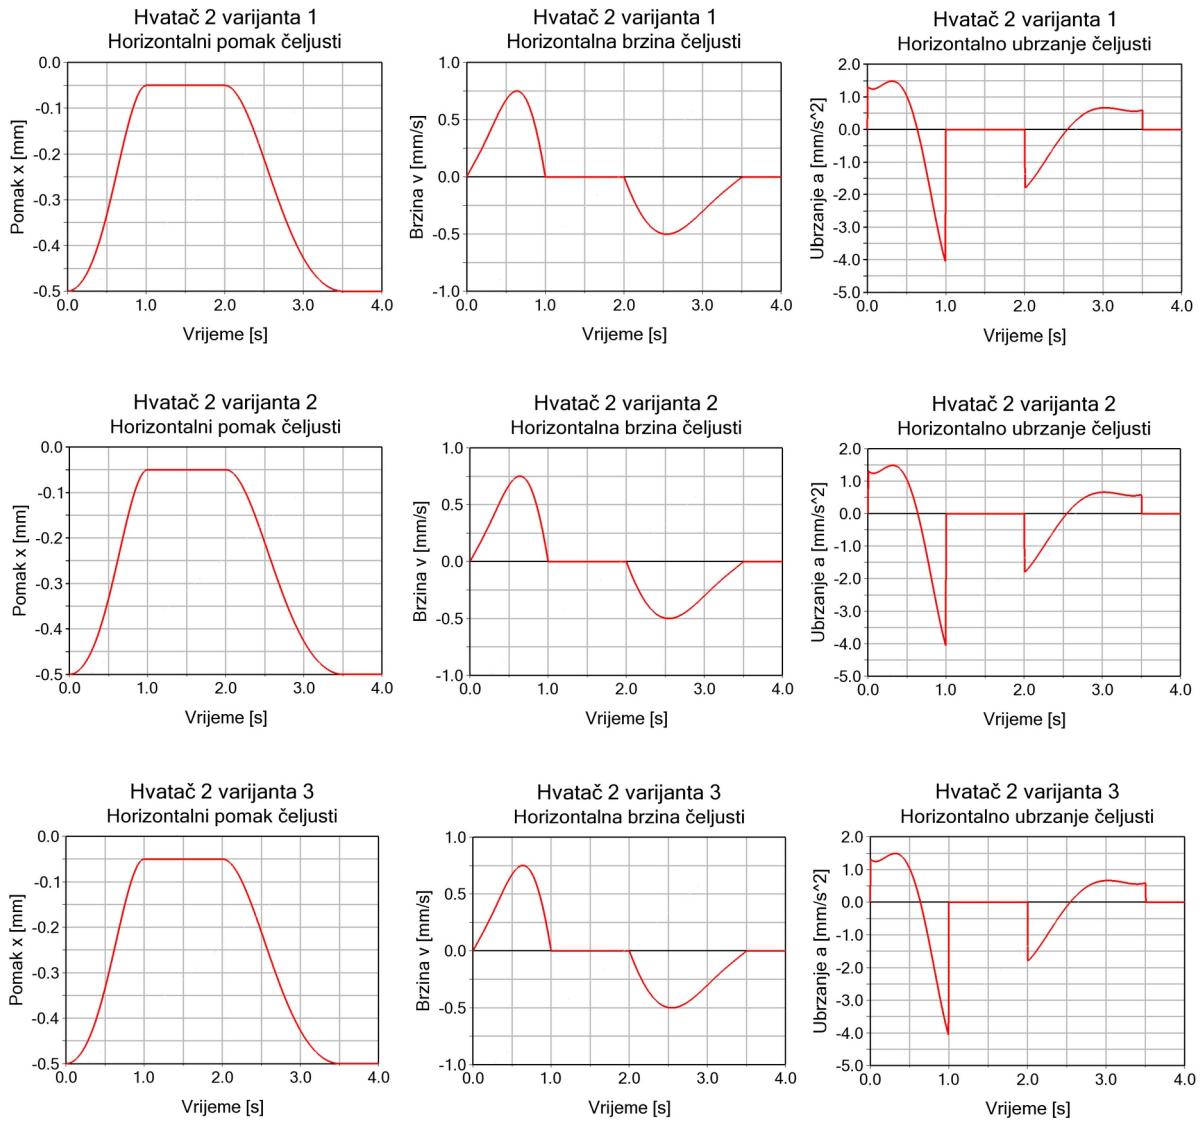 Hvatač 2 varijanta 1
Horizontalni pomak čeljusti
Pomak x [mm]
0.0
-0.1
-0.2
-0.3
-0.4
-0.5
0.0 1.0 2.0 3.0 4.0
Vrijeme [s]
Hvatač 2 varijanta 1
Horizontalna brzina čeljusti
Brzina v [mm/s]
1.0
0.5
0.0
-0.5
-1.0
0.0 1.0 2.0 3.0 4.0
Vrijeme [s]
Hvatač 2 varijanta 1
Horizontalno ubrzanje čeljusti
Ubrzanje a [mm/s^2]
2.0
1.0
0.0
-1.0
-2.0
-3.0
-4.0
-5.0
0.0 1.0 2.0 3.0 4.0
Vrijeme [s]
Hvatač 2 varijanta 2
Horizontalni pomak čeljusti
Pomak x [mm]
0.0
-0.1
-0.2
-0.3
-0.4
-0.5
0.0 1.0 2.0 3.0 4.0
Vrijeme [s]
Hvatač 2 varijanta 2
Horizontalna brzina čeljusti
Brzina v [mm/s]
1.0
0.5
0.0
-0.5
-1.0
0.0 1.0 2.0 3.0 4.0
Vrijeme [s]
Hvatač 2 varijanta 2
Horizontalno ubrzanje čeljusti
Ubrzanje a [mm/s^2]
2.0
1.0
0.0
-1.0
-2.0
-3.0
-4.0
-5.0
0.0 1.0 2.0 3.0 4.0
Vrijeme [s]
Hvatač 2 varijanta 3
Horizontalni pomak čeljusti
Pomak x [mm]
0.0
-0.1
-0.2
-0.3
-0.4
-0.5
0.0 1.0 2.0 3.0 4.0
Vrijeme [s]
Hvatač 2 varijanta 3
Horizontalna brzina čeljusti
Brzina v [mm/s]
1.0
0.5
0.0
-0.5
-1.0
0.0 1.0 2.0 3.0 4.0
Vrijeme [s]
Hvatač 2 varijanta 3
Horizontalno ubrzanje čeljusti
Ubrzanje a [mm/s^2]
2.0
1.0
0.0
-1.0
-2.0
-3.0
-4.0
-5.0
0.0 1.0 2.0 3.0 4.0
Vrijeme [s]